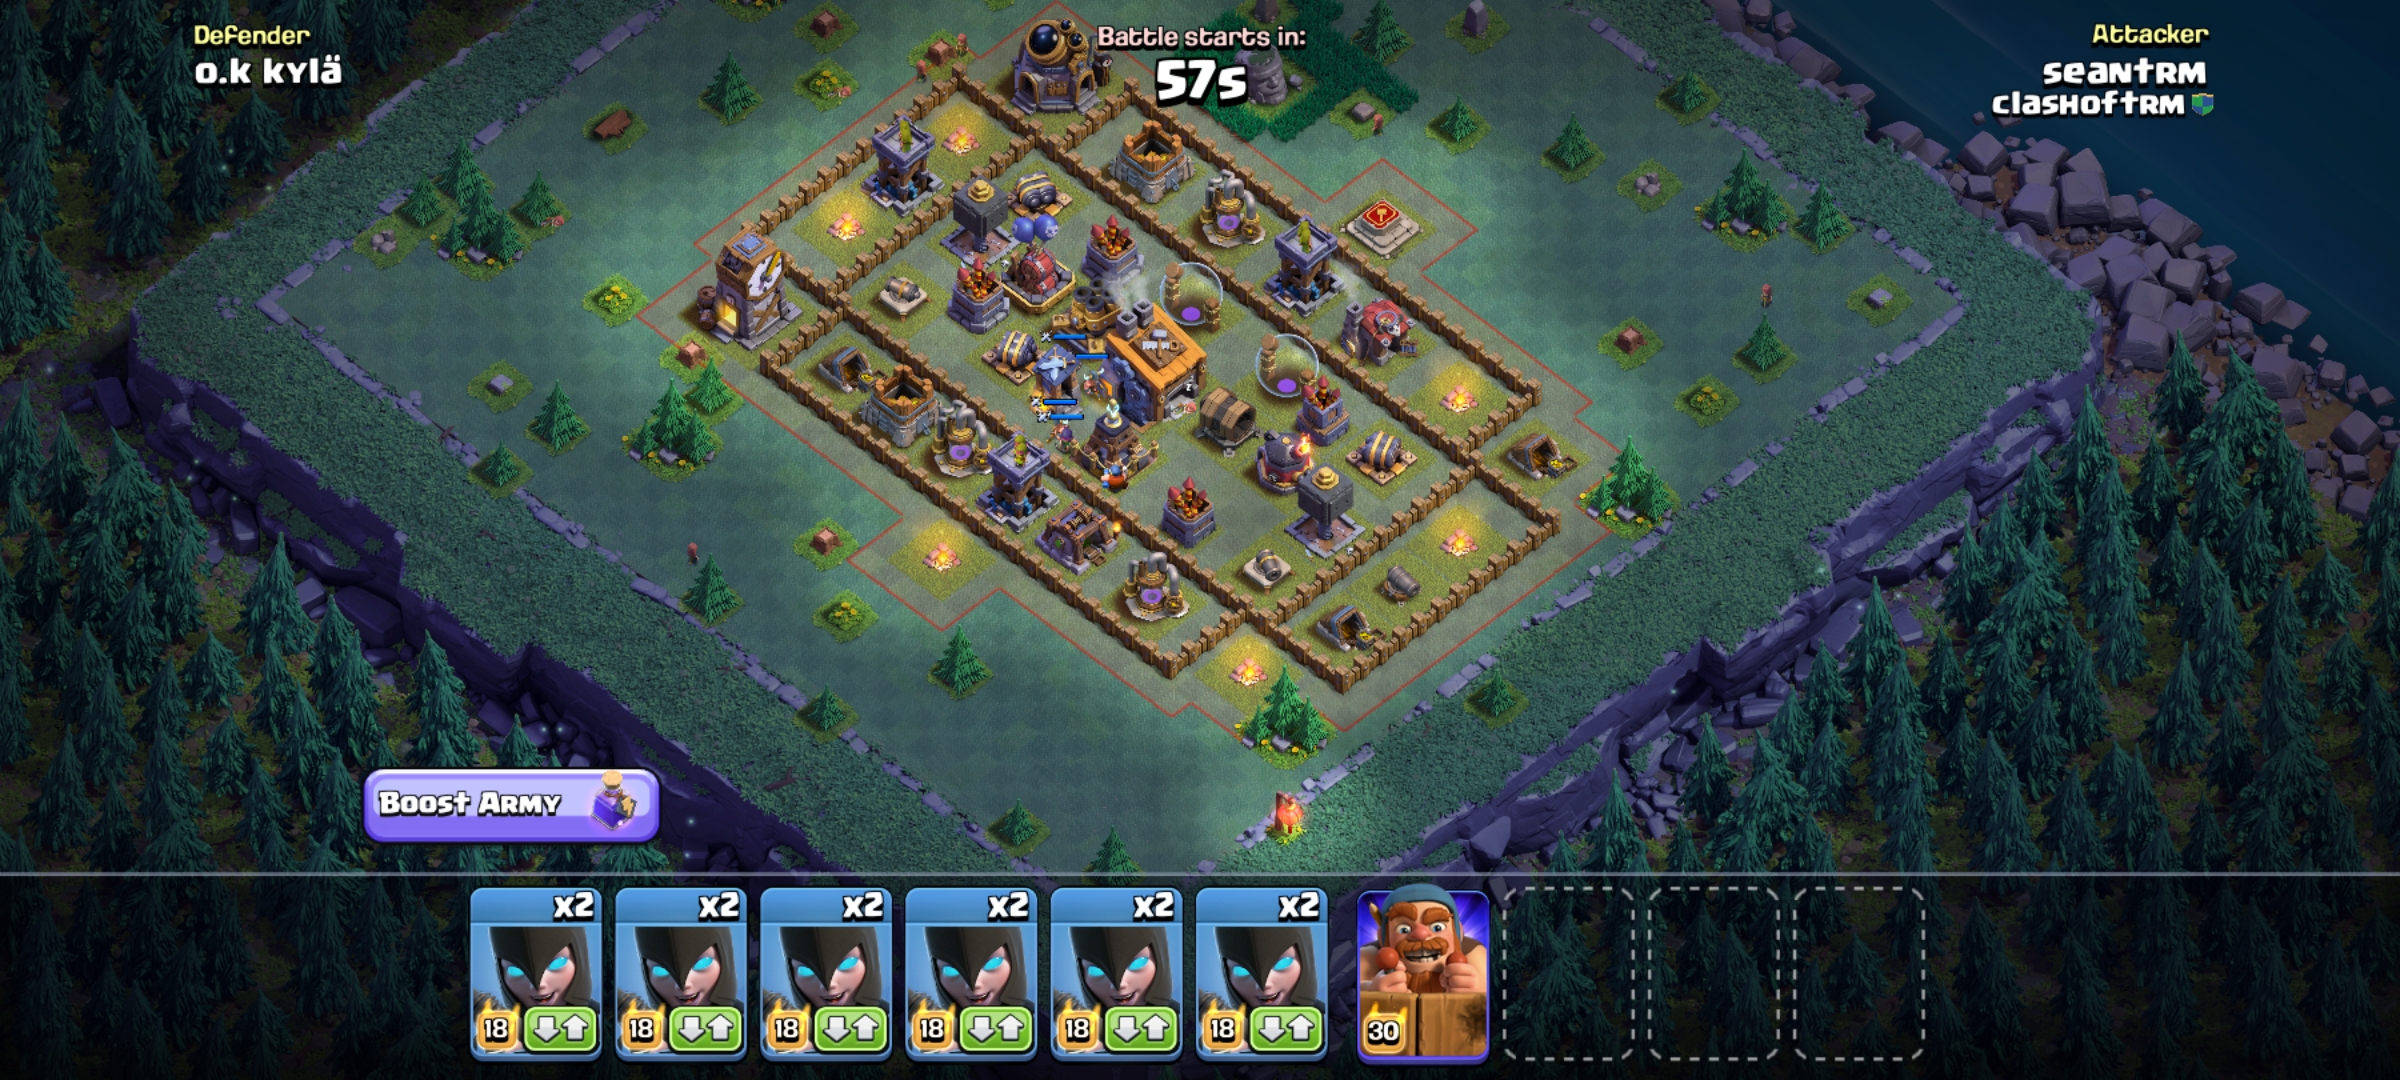 Defender
o.k kylä
Battle starts in:
57s
Attacker
seantRM
clashoftRM
Boost Army
x2
x2
x2
x2
x2
x2
18
18
18
18
18
18
30